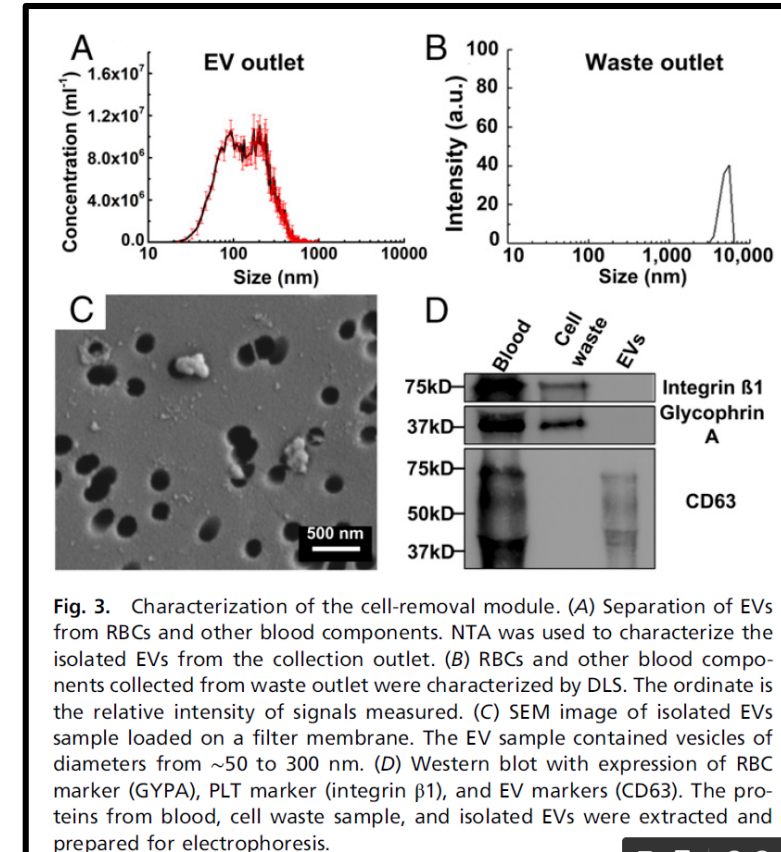 A
EV outlet
Concentration (ml⁻¹)
1.6x10⁷
1.2x10⁷
8.0x10⁶
4.0x10⁶
0.0
10 100 1000 10000
Size (nm)
B
Waste outlet
Intensity (a.u.)
100
80
60
40
20
0
10 100 1,000 10,000
Size (nm)
C
500 nm
D
Blood
Cell
waste
EVs
75kD
Integrin ß1
37kD
Glycophrin
A
75kD
50kD
37kD
CD63
Fig. 3. Characterization of the cell-removal module. (A) Separation of EVs
from RBCs and other blood components. NTA was used to characterize the
isolated EVs from the collection outlet. (B) RBCs and other blood compo-
nents collected from waste outlet were characterized by DLS. The ordinate is
the relative intensity of signals measured. (C) SEM image of isolated EVs
sample loaded on a filter membrane. The EV sample contained vesicles of
diameters from ~50 to 300 nm. (D) Western blot with expression of RBC
marker (GYPA), PLT marker (integrin β1), and EV markers (CD63). The pro-
teins from blood, cell waste sample, and isolated EVs were extracted and
prepared for electrophoresis.